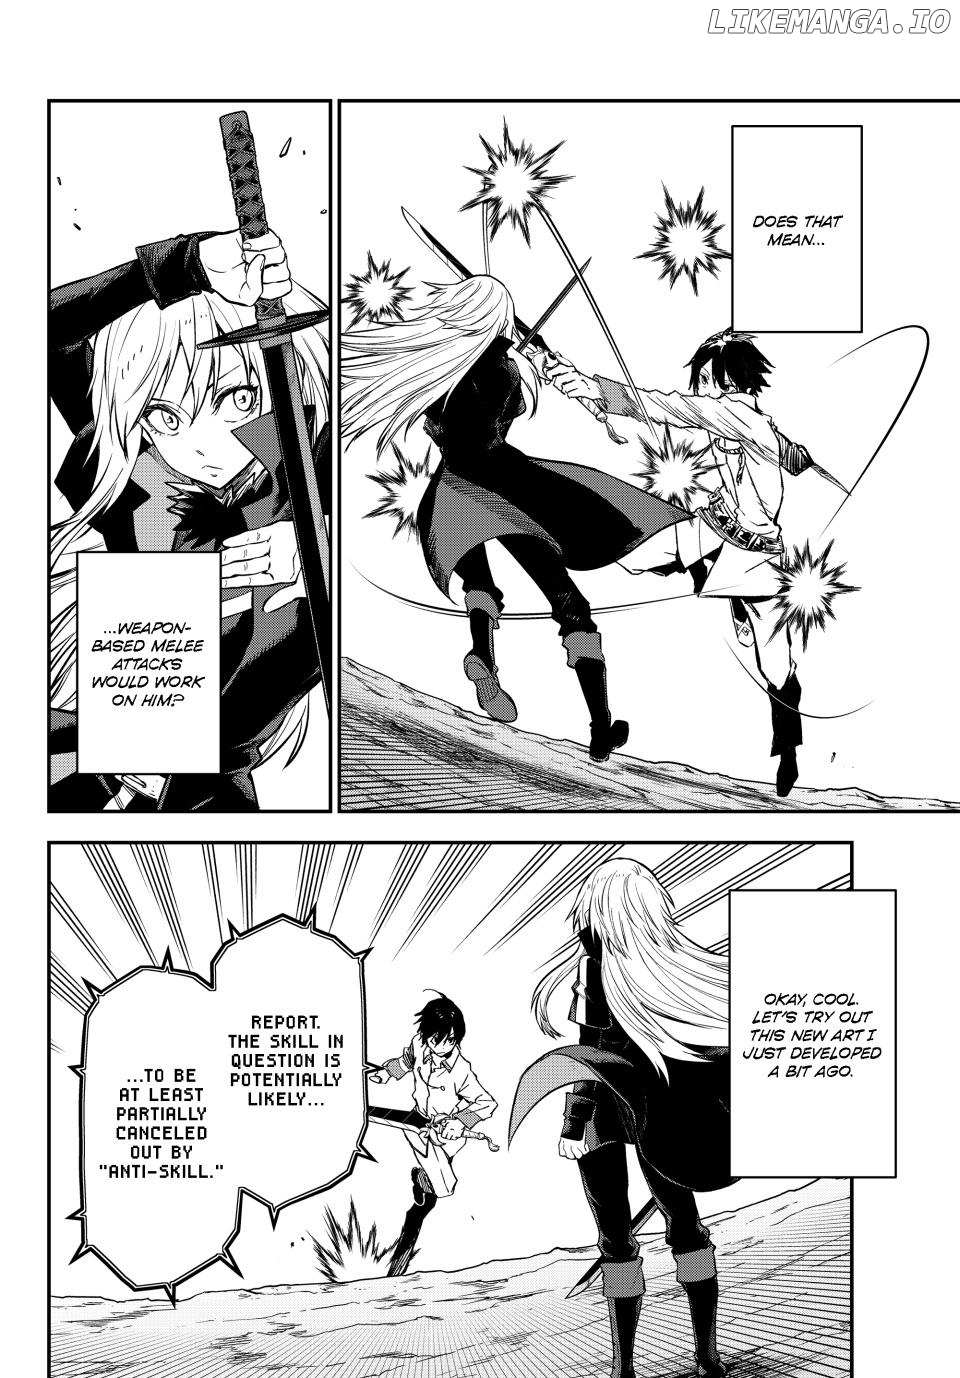 LIKEMANGA.IO
DOES THAT
MEAN...
...WEAPON-
BASED MELEE
ATTACKS
WOULD WORK
ON HIM?
OKAY, COOL.
LET'S TRY OUT
THIS NEW ART I
JUST DEVELOPED
A BIT AGO.
REPORT.
THE SKILL IN
QUESTION IS
POTENTIALLY
LIKELY...
...TO BE
AT LEAST
PARTIALLY
CANCELED
OUT BY
"ANTI-SKILL."